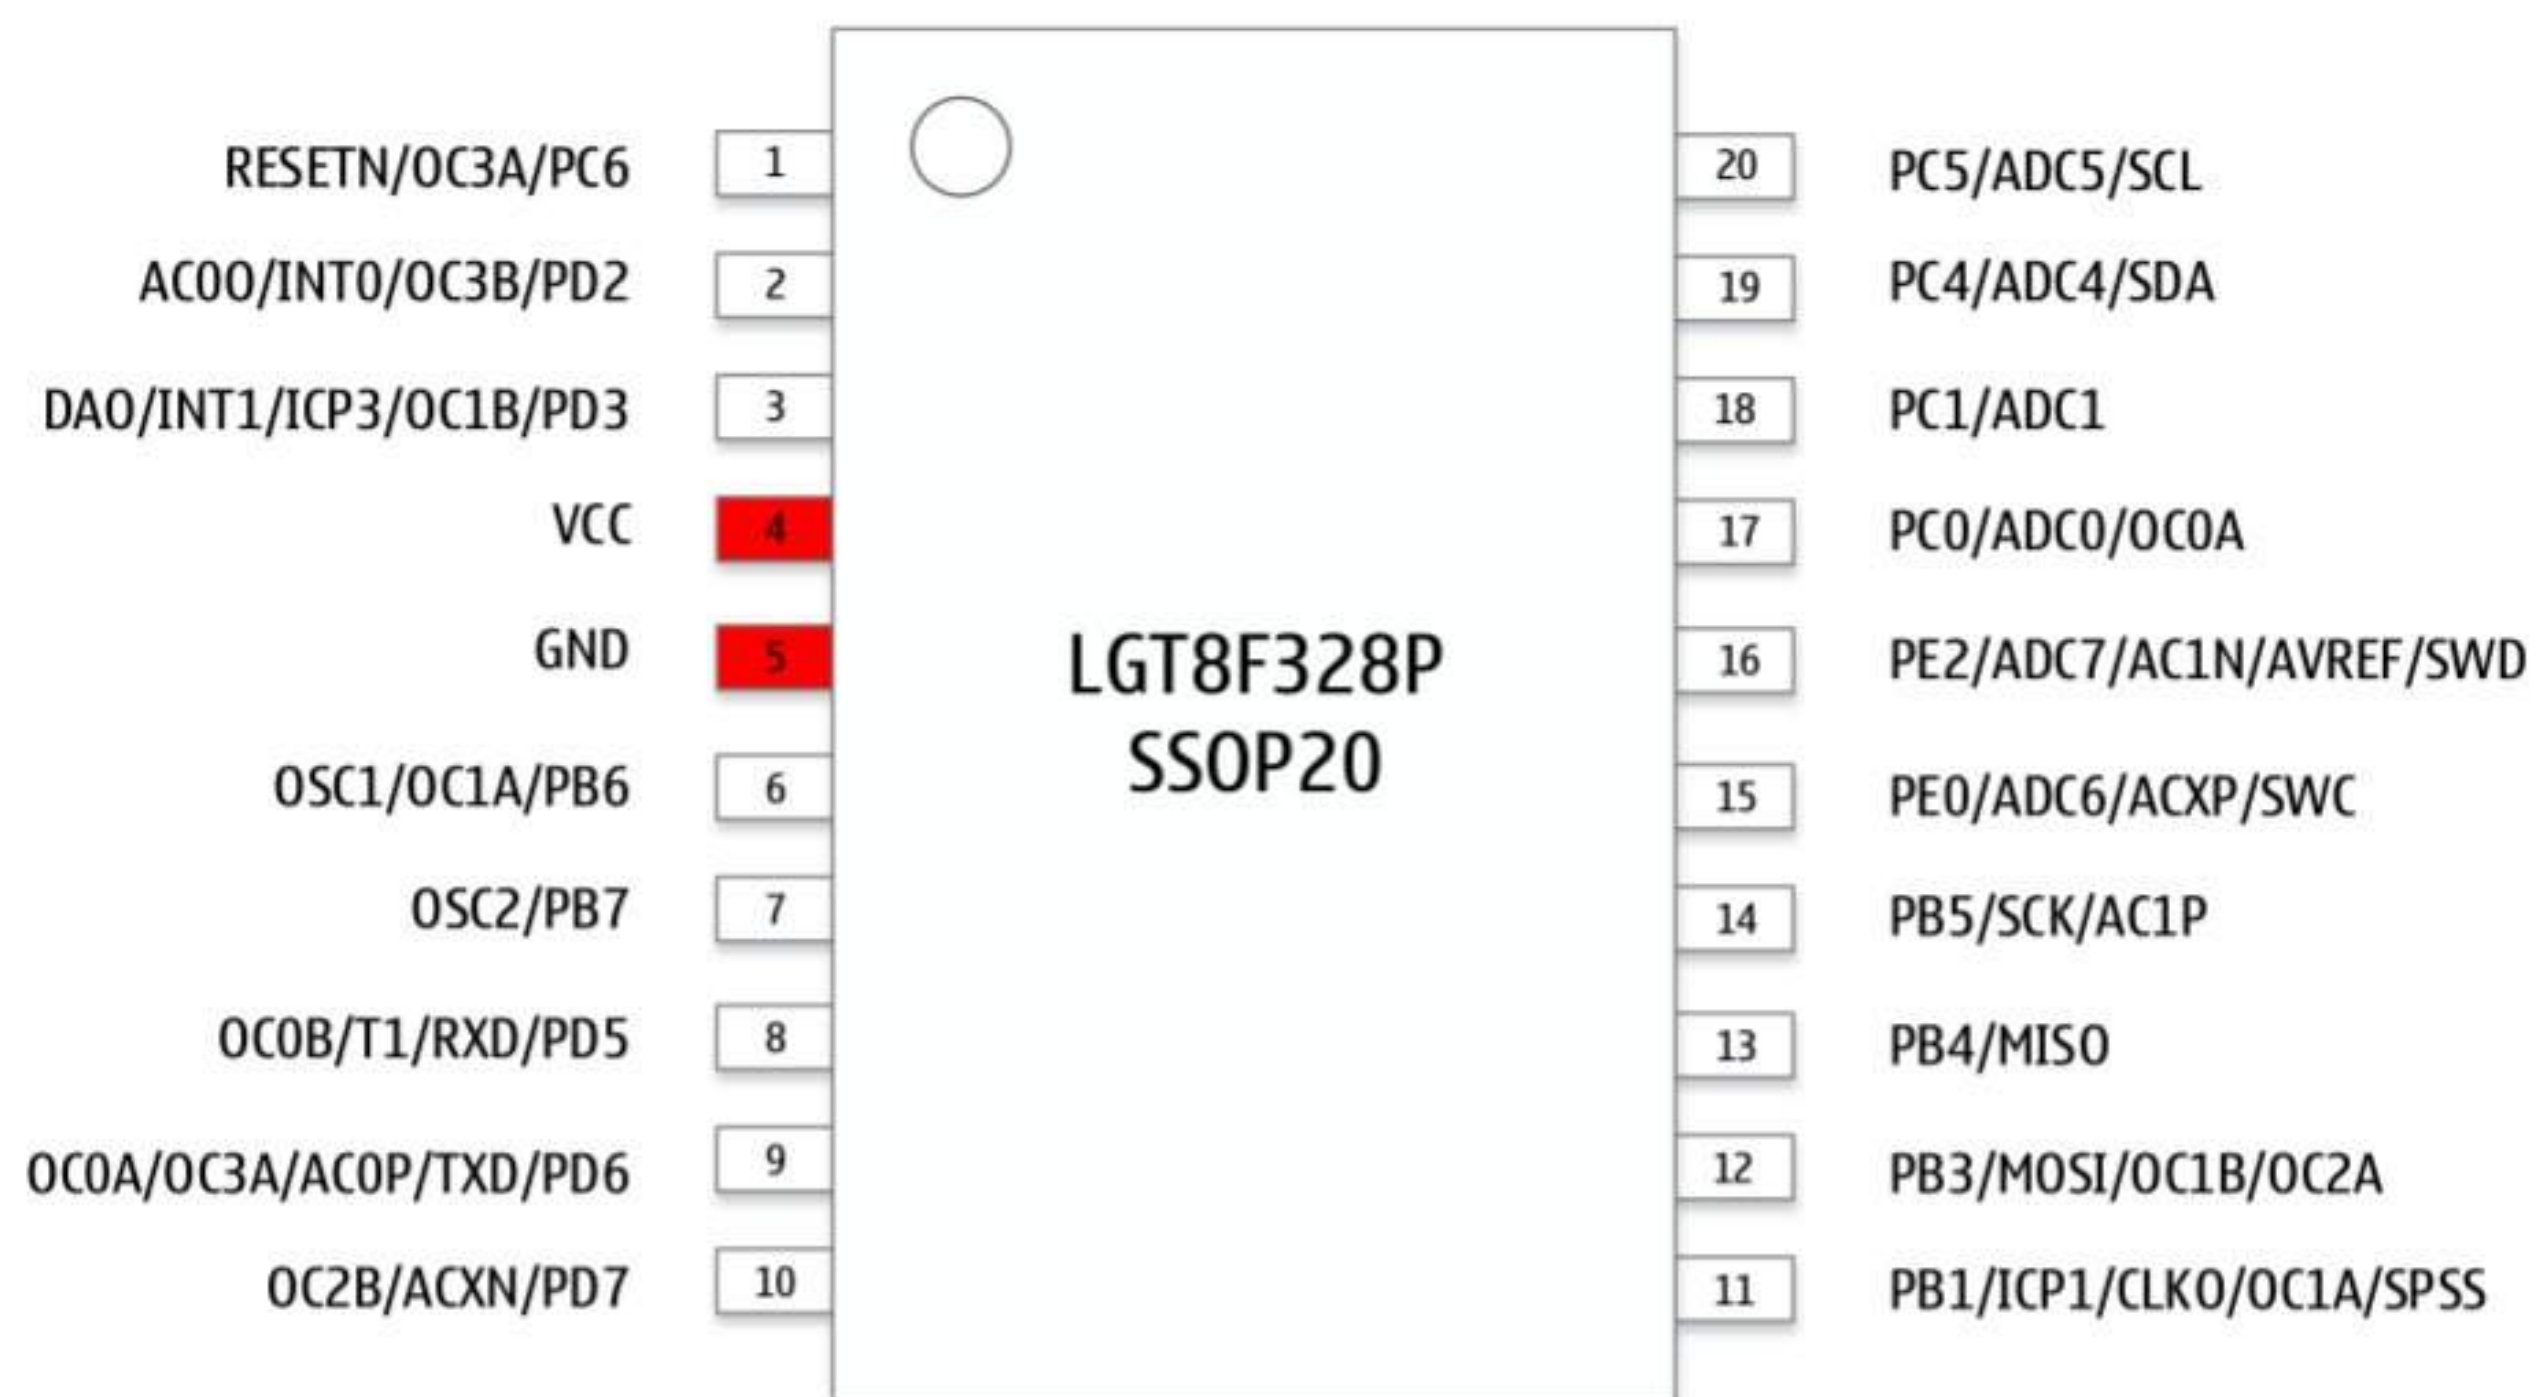 RESETN/OC3A/PC6 1 20 PC5/ADC5/SCL
AC0O/INT0/OC3B/PD2 2 19 PC4/ADC4/SDA
DAO/INT1/ICP3/OC1B/PD3 3 18 PC1/ADC1
VCC 4 17 PC0/ADC0/OC0A
GND 5 16 PE2/ADC7/AC1N/AVREF/SWD
LGT8F328P
SSOP20
OSC1/OC1A/PB6 6 15 PE0/ADC6/ACXP/SWC
OSC2/PB7 7 14 PB5/SCK/AC1P
OC0B/T1/RXD/PD5 8 13 PB4/MISO
OC0A/OC3A/AC0P/TXD/PD6 9 12 PB3/MOSI/OC1B/OC2A
OC2B/ACXN/PD7 10 11 PB1/ICP1/CLKO/OC1A/SPSS